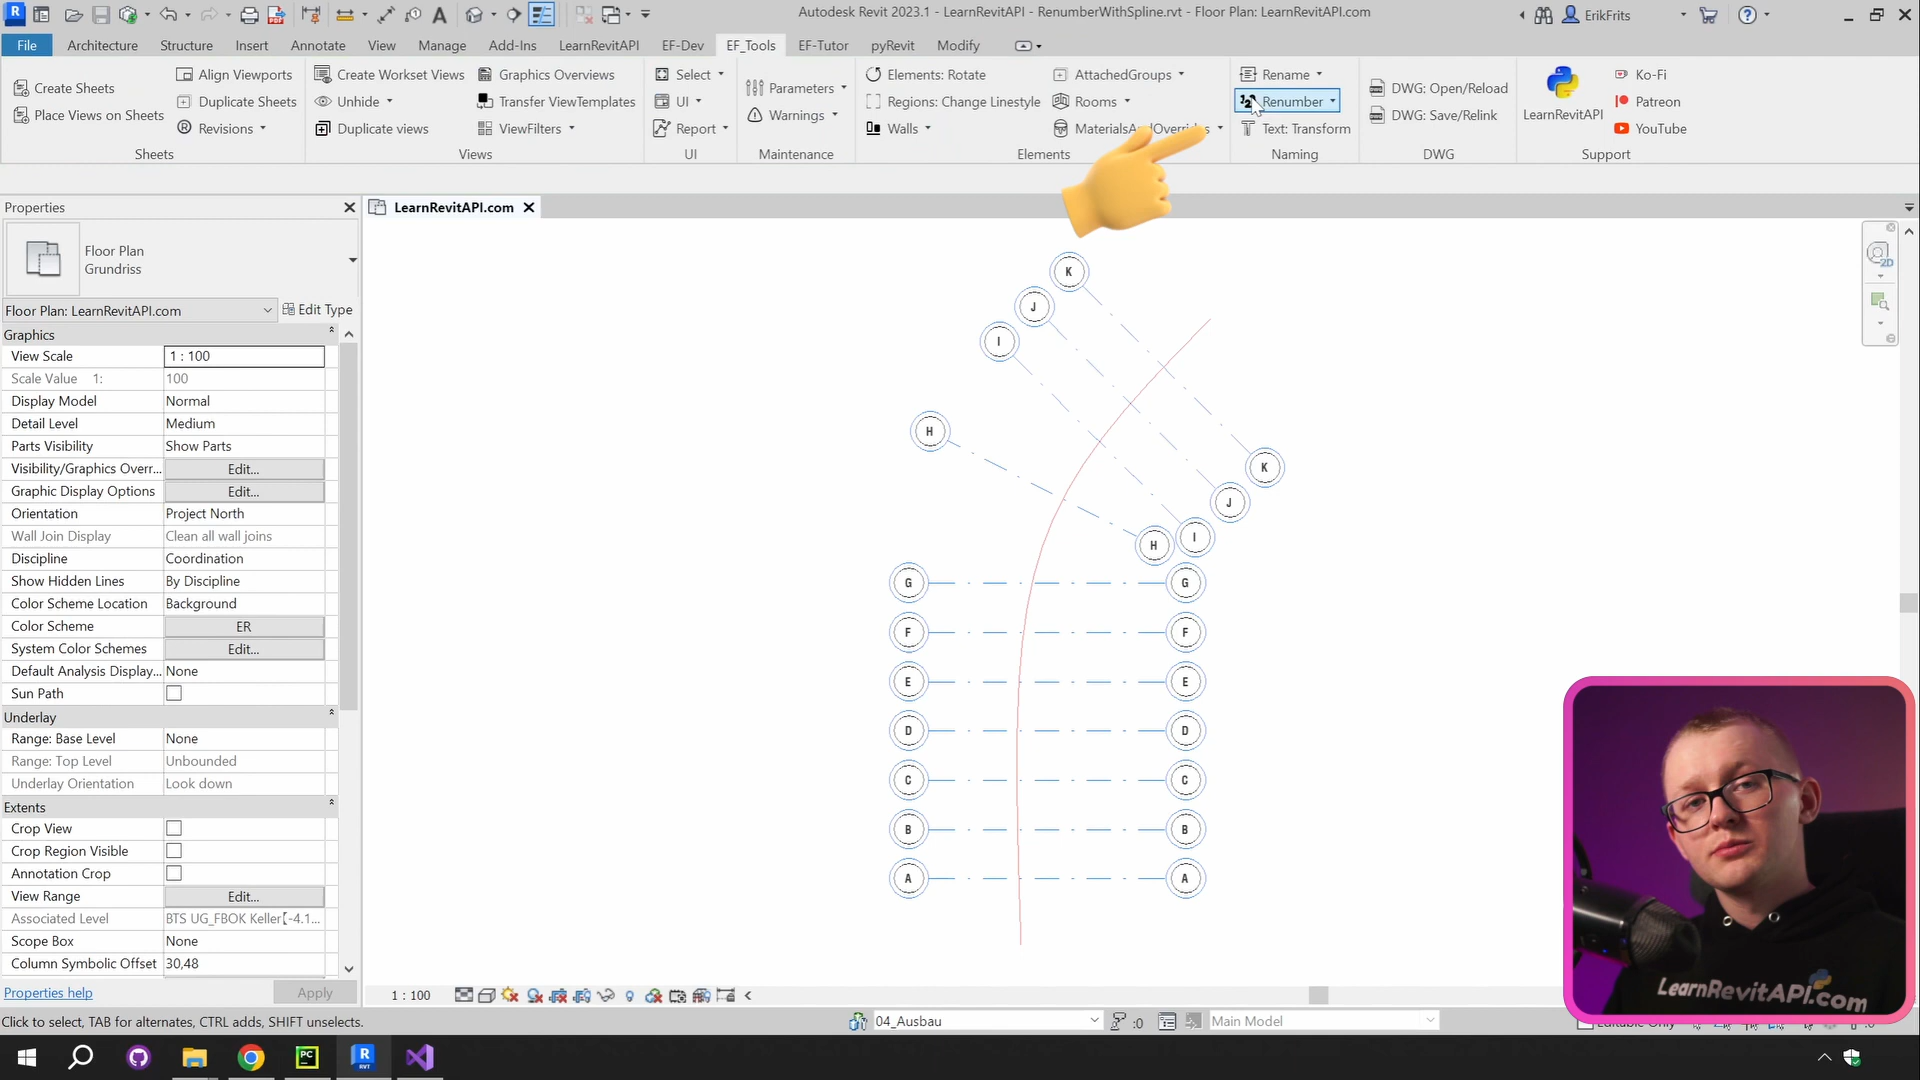 Autodesk Revit 2023.1 - LearnRevitAPI - RenumberWithSpline.rvt - Floor Plan: LearnRevitAPI.com
ErikFrits
File
Architecture
Structure
Insert
Annotate
View
Manage
Add-Ins
LearnRevitAPI
EF-Dev
EF_Tools
EF-Tutor
pyRevit
Modify
Create Sheets
Place Views on Sheets
Align Viewports
Duplicate Sheets
Revisions
Sheets
Create Workset Views
Unhide
Duplicate views
Graphics Overviews
Transfer ViewTemplates
ViewFilters
Views
Select
UI
Report
UI
Parameters
Warnings
Maintenance
Elements: Rotate
Regions: Change Linestyle
Walls
AttachedGroups
Rooms
Elements
Rename
Renumber
Text: Transform
Naming
DWG: Open/Reload
DWG: Save/Relink
DWG
LearnRevitAPI
Ko-Fi
Patreon
YouTube
Support
Properties
LearnRevitAPI.com
Floor Plan
Grundriss
Floor Plan: LearnRevitAPI.com
Edit Type
Graphics
View Scale 1 : 100
Scale Value 1: 100
Display Model Normal
Detail Level Medium
Parts Visibility Show Parts
Visibility/Graphics Overr... Edit...
Graphic Display Options Edit...
Orientation Project North
Wall Join Display Clean all wall joins
Discipline Coordination
Show Hidden Lines By Discipline
Color Scheme Location Background
Color Scheme ER
System Color Schemes Edit...
Default Analysis Display... None
Sun Path
Underlay
Range: Base Level None
Range: Top Level Unbounded
Underlay Orientation Look down
Extents
Crop View
Crop Region Visible
Annotation Crop
View Range Edit...
Associated Level BTS UG_FBOK Keller【-4.1...
Scope Box None
Column Symbolic Offset 30,48
Properties help
Apply
2D
K
J
I
H
K
J
I
H
G G
F F
E E
D D
C C
B B
A A
LearnRevitAPI.com
1 : 100
Click to select, TAB for alternates, CTRL adds, SHIFT unselects.
04_Ausbau
:0
Main Model
PC
R
RVT